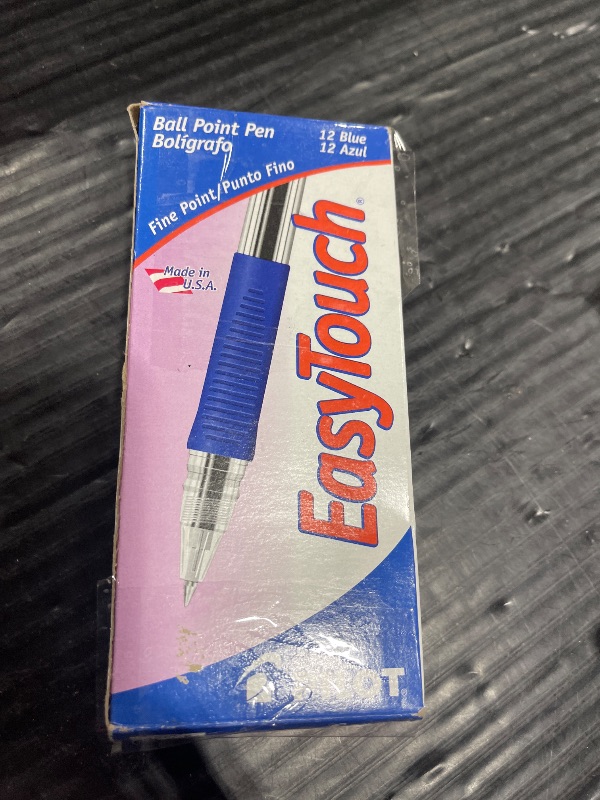 Ball Point Pen
Bolígrafo
12 Blue
12 Azul
Fine Point/Punto Fino
Made in
U.S.A.
EasyTouch®